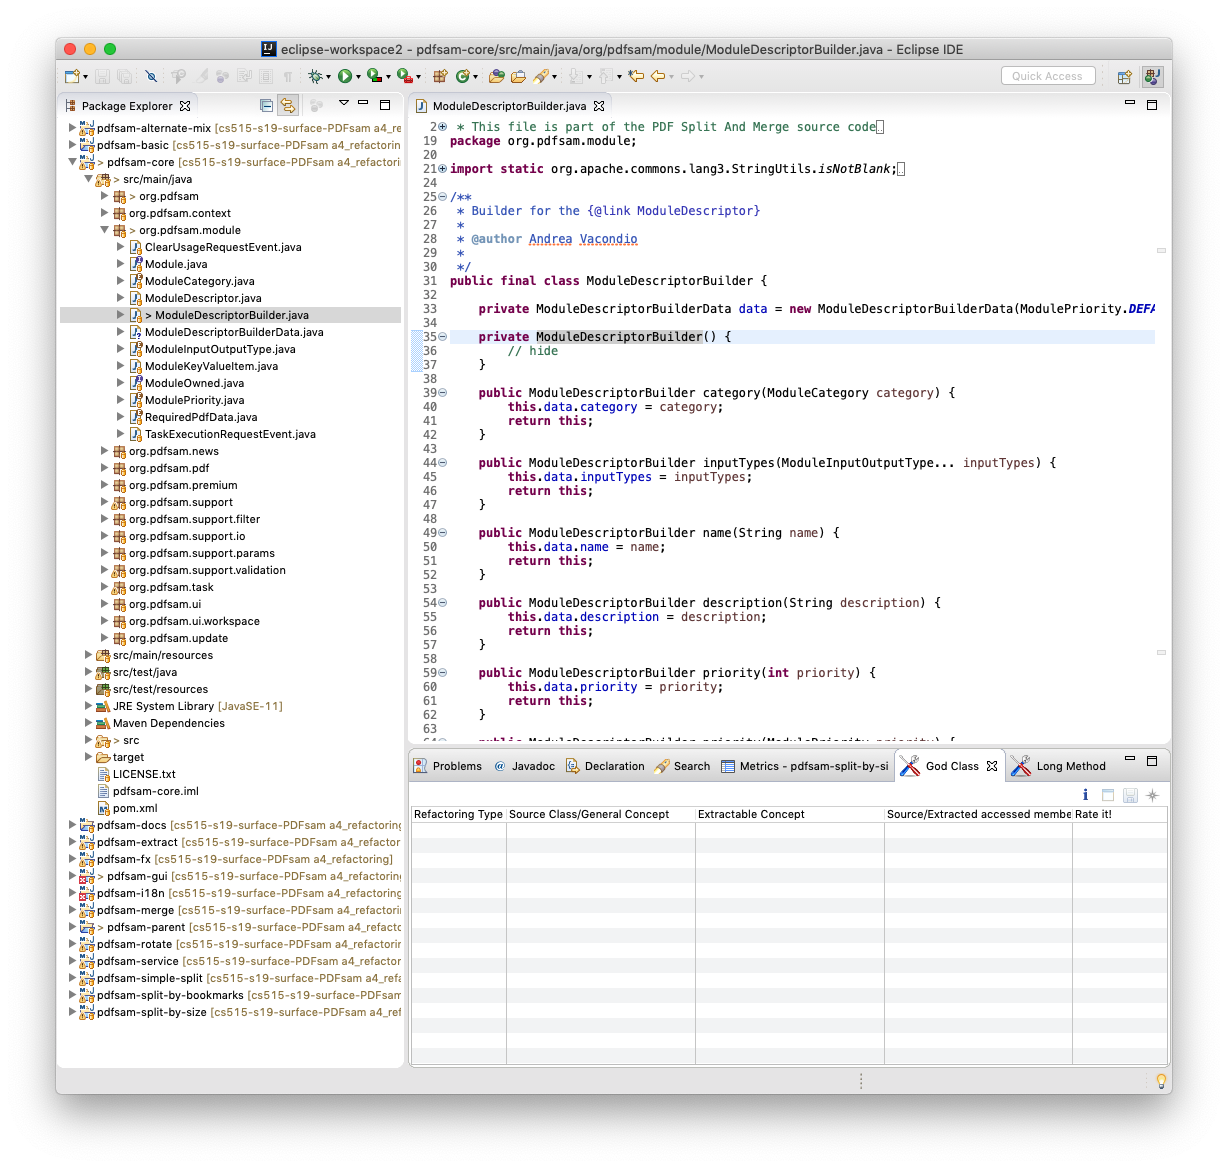 eclipse-workspace2 - pdfsam-core/src/main/java/org/pdfsam/module/ModuleDescriptorBuilder.java - Eclipse IDE
Quick Access
Package Explorer
pdfsam-alternate-mix [cs515-s19-surface-PDFsam a4_re
pdfsam-basic [cs515-s19-surface-PDFsam a4_refactoring
> pdfsam-core [cs515-s19-surface-PDFsam a4_refactorin
> src/main/java
> org.pdfsam
org.pdfsam.context
> org.pdfsam.module
ClearUsageRequestEvent.java
Module.java
ModuleCategory.java
ModuleDescriptor.java
> ModuleDescriptorBuilder.java
ModuleDescriptorBuilderData.java
ModuleInputOutputType.java
ModuleKeyValueItem.java
ModuleOwned.java
ModulePriority.java
RequiredPdfData.java
TaskExecutionRequestEvent.java
org.pdfsam.news
org.pdfsam.pdf
org.pdfsam.premium
org.pdfsam.support
org.pdfsam.support.filter
org.pdfsam.support.io
org.pdfsam.support.params
org.pdfsam.support.validation
org.pdfsam.task
org.pdfsam.ui
org.pdfsam.ui.workspace
org.pdfsam.update
src/main/resources
src/test/java
src/test/resources
JRE System Library [JavaSE-11]
Maven Dependencies
> src
target
LICENSE.txt
pdfsam-core.iml
pom.xml
pdfsam-docs [cs515-s19-surface-PDFsam a4_refactoring
pdfsam-extract [cs515-s19-surface-PDFsam a4_refactor
pdfsam-fx [cs515-s19-surface-PDFsam a4_refactoring]
> pdfsam-gui [cs515-s19-surface-PDFsam a4_refactoring
pdfsam-i18n [cs515-s19-surface-PDFsam a4_refactoring
pdfsam-merge [cs515-s19-surface-PDFsam a4_refactorin
> pdfsam-parent [cs515-s19-surface-PDFsam a4_refactc
pdfsam-rotate [cs515-s19-surface-PDFsam a4_refactorir
pdfsam-service [cs515-s19-surface-PDFsam a4_refactori
pdfsam-simple-split [cs515-s19-surface-PDFsam a4_refa
pdfsam-split-by-bookmarks [cs515-s19-surface-PDFsam
pdfsam-split-by-size [cs515-s19-surface-PDFsam a4_ref
ModuleDescriptorBuilder.java
2 * This file is part of the PDF Split And Merge source code
19 package org.pdfsam.module;
20
21 import static org.apache.commons.lang3.StringUtils.isNotBlank;
24
25 /**
26 * Builder for the {@link ModuleDescriptor}
27 *
28 * @author Andrea Vacondio
29 *
30 */
31 public final class ModuleDescriptorBuilder {
32
33 private ModuleDescriptorBuilderData data = new ModuleDescriptorBuilderData(ModulePriority.DEFA
34
35 private ModuleDescriptorBuilder() {
36 // hide
37 }
38
39 public ModuleDescriptorBuilder category(ModuleCategory category) {
40 this.data.category = category;
41 return this;
42 }
43
44 public ModuleDescriptorBuilder inputTypes(ModuleInputOutputType... inputTypes) {
45 this.data.inputTypes = inputTypes;
46 return this;
47 }
48
49 public ModuleDescriptorBuilder name(String name) {
50 this.data.name = name;
51 return this;
52 }
53
54 public ModuleDescriptorBuilder description(String description) {
55 this.data.description = description;
56 return this;
57 }
58
59 public ModuleDescriptorBuilder priority(int priority) {
60 this.data.priority = priority;
61 return this;
62 }
63
64 public ModuleDescriptorBuilder priority(ModulePriority priority) {
Problems
Javadoc
Declaration
Search
Metrics - pdfsam-split-by-si
God Class
Long Method
Refactoring Type
Source Class/General Concept
Extractable Concept
Source/Extracted accessed membe
Rate it!